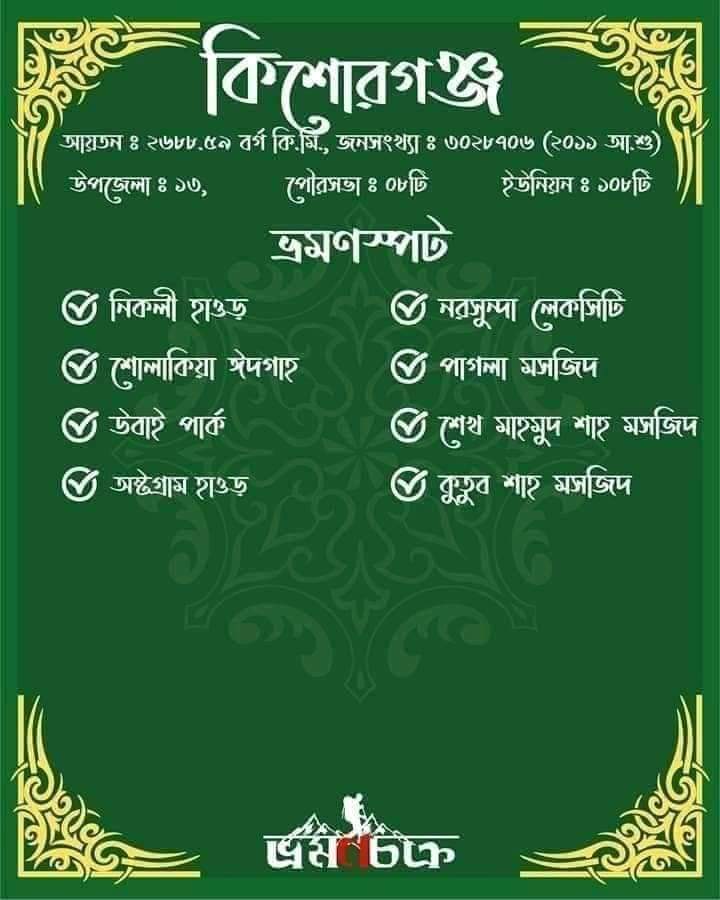 কিশোরগঞ্জ
আয়তন ঃ ২৬৮৮.৫৯ বর্গ কি.মি., জনসংখ্যা ঃ ৩০২৮৭০৬ (২০১১ আ.শু)
উপজেলা ঃ ১৩, পৌরসভা ঃ ০৮টি ইউনিয়ন ঃ ১০৮টি
ভ্রমণস্পট
নিকলী হাওড় নরসুন্দা লেকসিটি
শোলাকিয়া ঈদগাহ পাগলা মসজিদ
উবাই পার্ক শেখ মাহমুদ শাহ মসজিদ
অষ্টগ্রাম হাওড় কুতুব শাহ মসজিদ
ভ্রমণচক্র